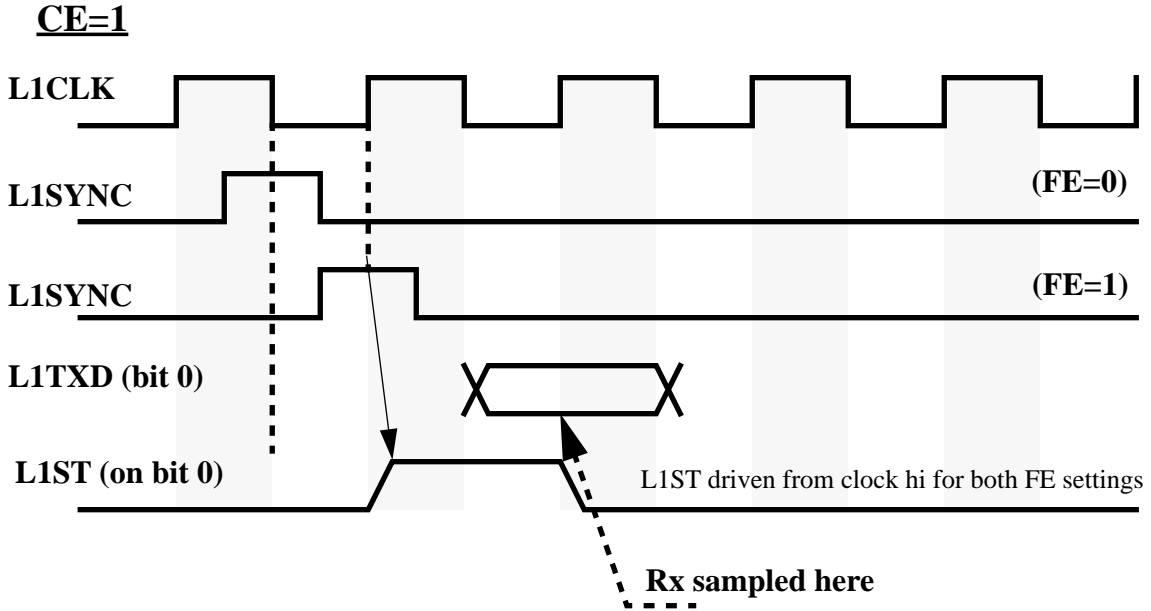 CE=1
L1CLK
L1SYNC
(FE=0)
L1SYNC
(FE=1)
L1TXD (bit 0)
L1ST (on bit 0)
L1ST driven from clock hi for both FE settings
Rx sampled here